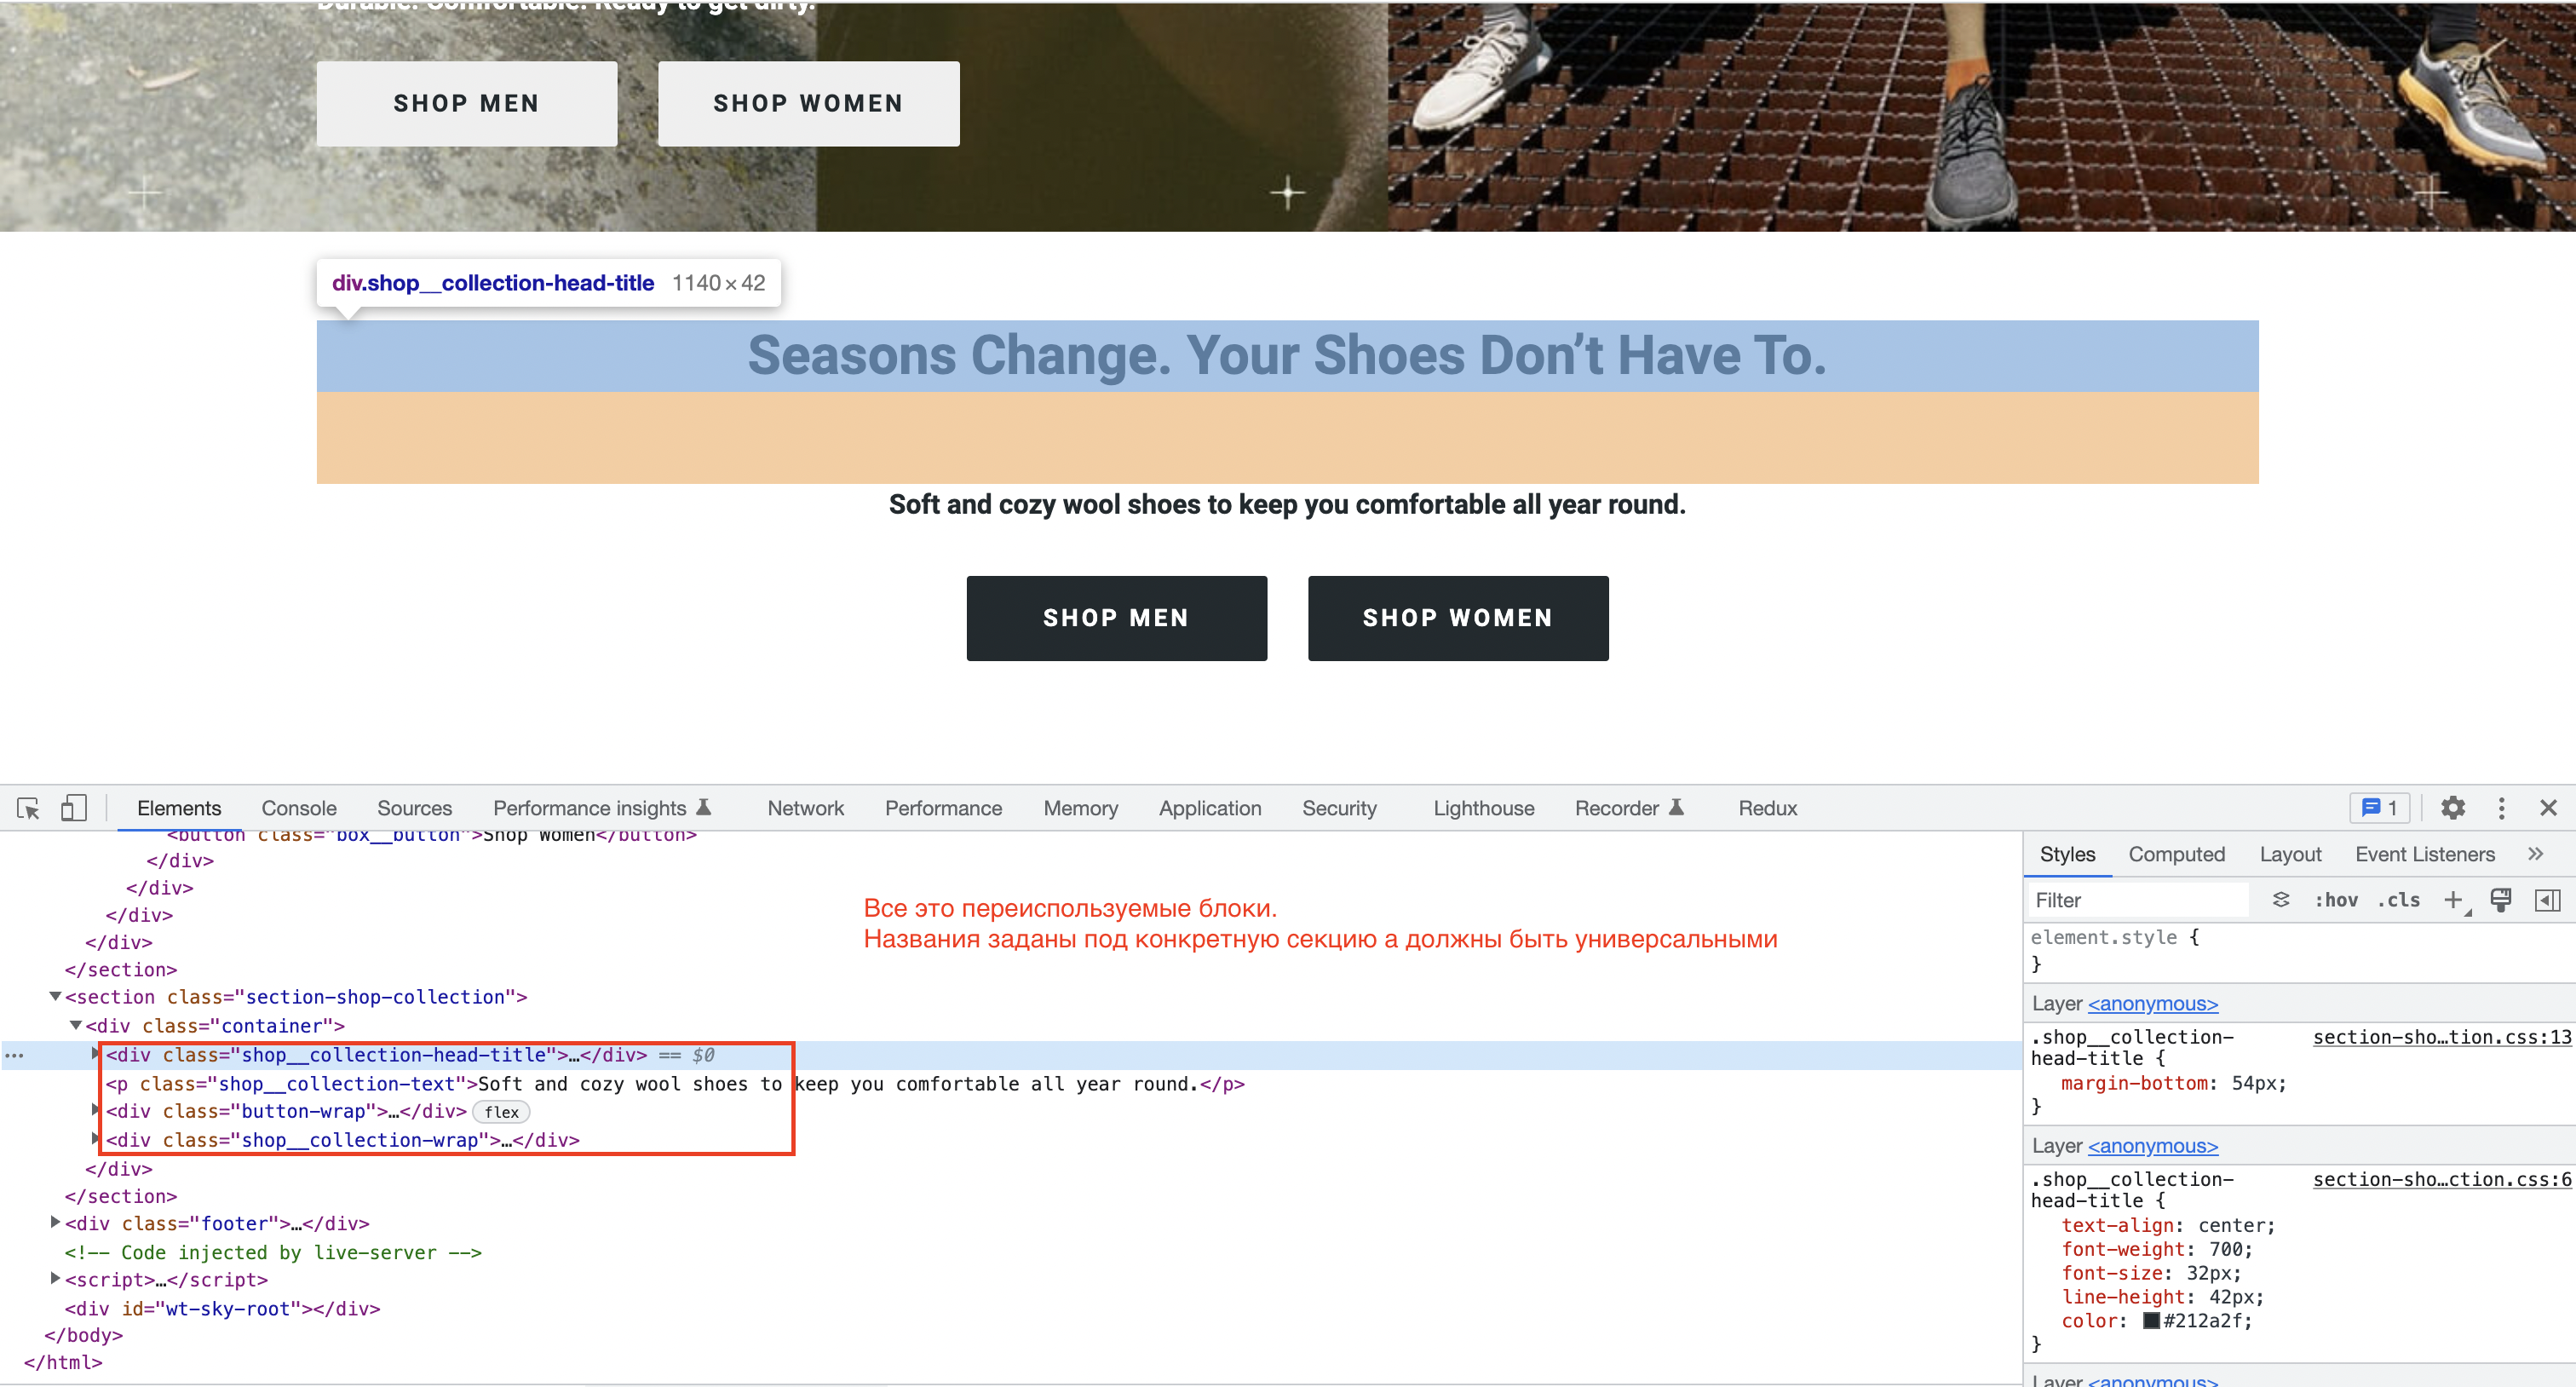 Durable. Comfortable. Ready to get dirty.
SHOP MEN
SHOP WOMEN
div.shop__collection-head-title 1140 × 42
Seasons Change. Your Shoes Don’t Have To.
Soft and cozy wool shoes to keep you comfortable all year round.
SHOP MEN
SHOP WOMEN
Elements Console Sources Performance insights Network Performance Memory Application Security Lighthouse Recorder Redux 1
<button class="box__button">Shop Women</button>
</div>
</div>
</div>
</div>
</section>
<section class="section-shop-collection">
<div class="container">
<div class="shop__collection-head-title">…</div> == $0
<p class="shop__collection-text">Soft and cozy wool shoes to keep you comfortable all year round.</p>
<div class="button-wrap">…</div> flex
<div class="shop__collection-wrap">…</div>
</div>
</section>
<div class="footer">…</div>
<!-- Code injected by live-server -->
<script>…</script>
<div id="wt-sky-root"></div>
</body>
</html>
Все это переиспользуемые блоки.
Названия заданы под конкретную секцию а должны быть универсальными
Styles Computed Layout Event Listeners
Filter :hov .cls
element.style {
}
Layer <anonymous>
.shop__collection- section-sho…tion.css:13
head-title {
margin-bottom: 54px;
}
Layer <anonymous>
.shop__collection- section-sho…ction.css:6
head-title {
text-align: center;
font-weight: 700;
font-size: 32px;
line-height: 42px;
color: #212a2f;
}
Layer <anonymous>